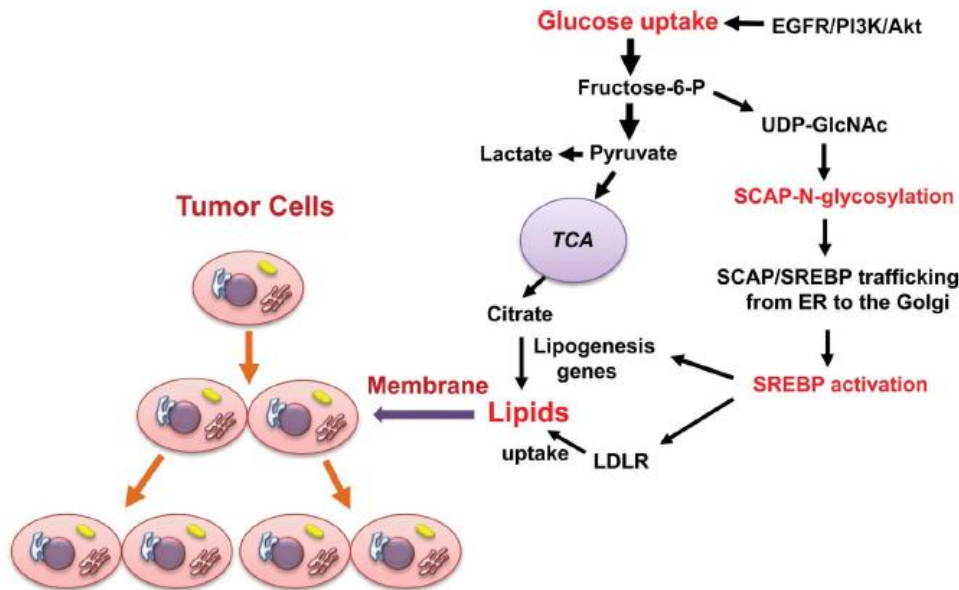 Glucose uptake
EGFR/PI3K/Akt
Fructose-6-P
UDP-GlcNAc
Lactate
Pyruvate
SCAP-N-glycosylation
Tumor Cells
TCA
SCAP/SREBP trafficking
from ER to the Golgi
Citrate
Lipogenesis
genes
SREBP activation
Membrane
Lipids
uptake
LDLR